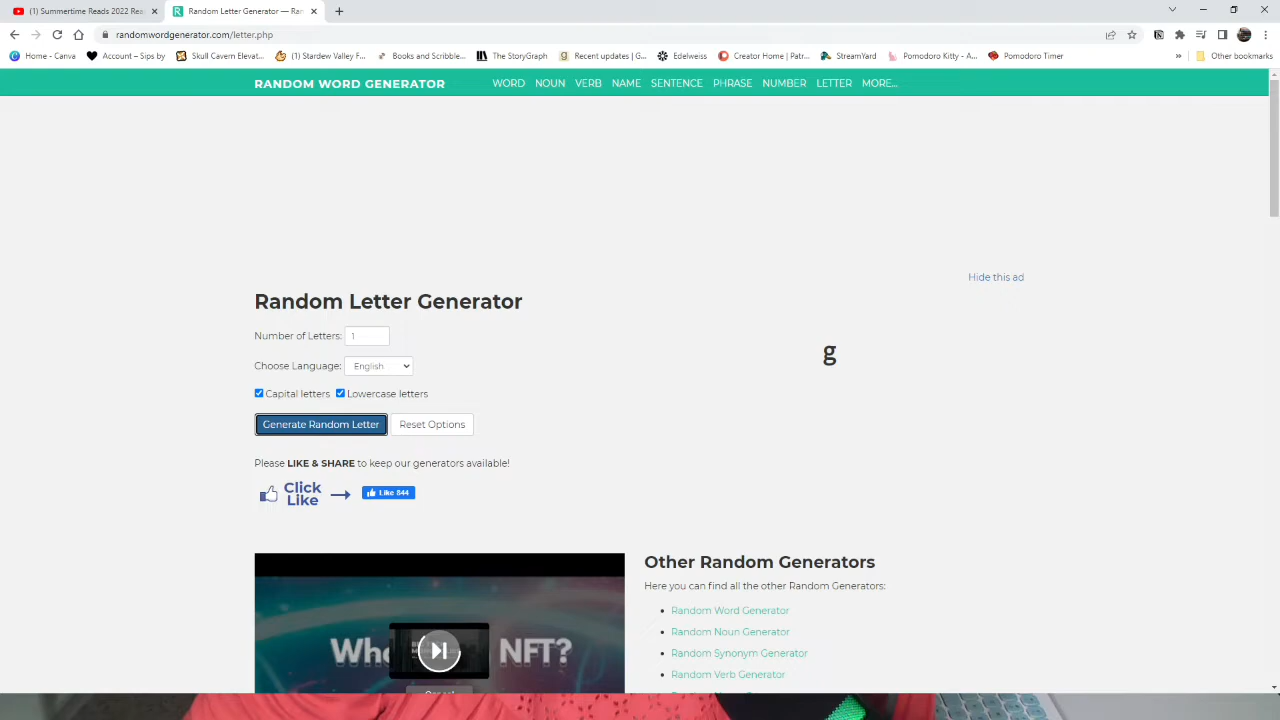 (1) Summertime Reads 2022 Rea
Random Letter Generator — Ran
randomwordgenerator.com/letter.php
Home - Canva
Account - Sips by
Skull Cavern Elevat...
(1) Stardew Valley F...
Books and Scribble...
The StoryGraph
Recent updates | G...
Edelweiss
Creator Home | Patr...
StreamYard
Pomodoro Kitty - A...
Pomodoro Timer
»
Other bookmarks
RANDOM WORD GENERATOR
WORD NOUN VERB NAME SENTENCE PHRASE NUMBER LETTER MORE...
Hide this ad
Random Letter Generator
Number of Letters: 1
Choose Language: English
Capital letters Lowercase letters
Generate Random Letter Reset Options
g
Please LIKE & SHARE to keep our generators available!
Click
Like
Like 844
NFT?
Other Random Generators
Here you can find all the other Random Generators:
Random Word Generator
Random Noun Generator
Random Synonym Generator
Random Verb Generator